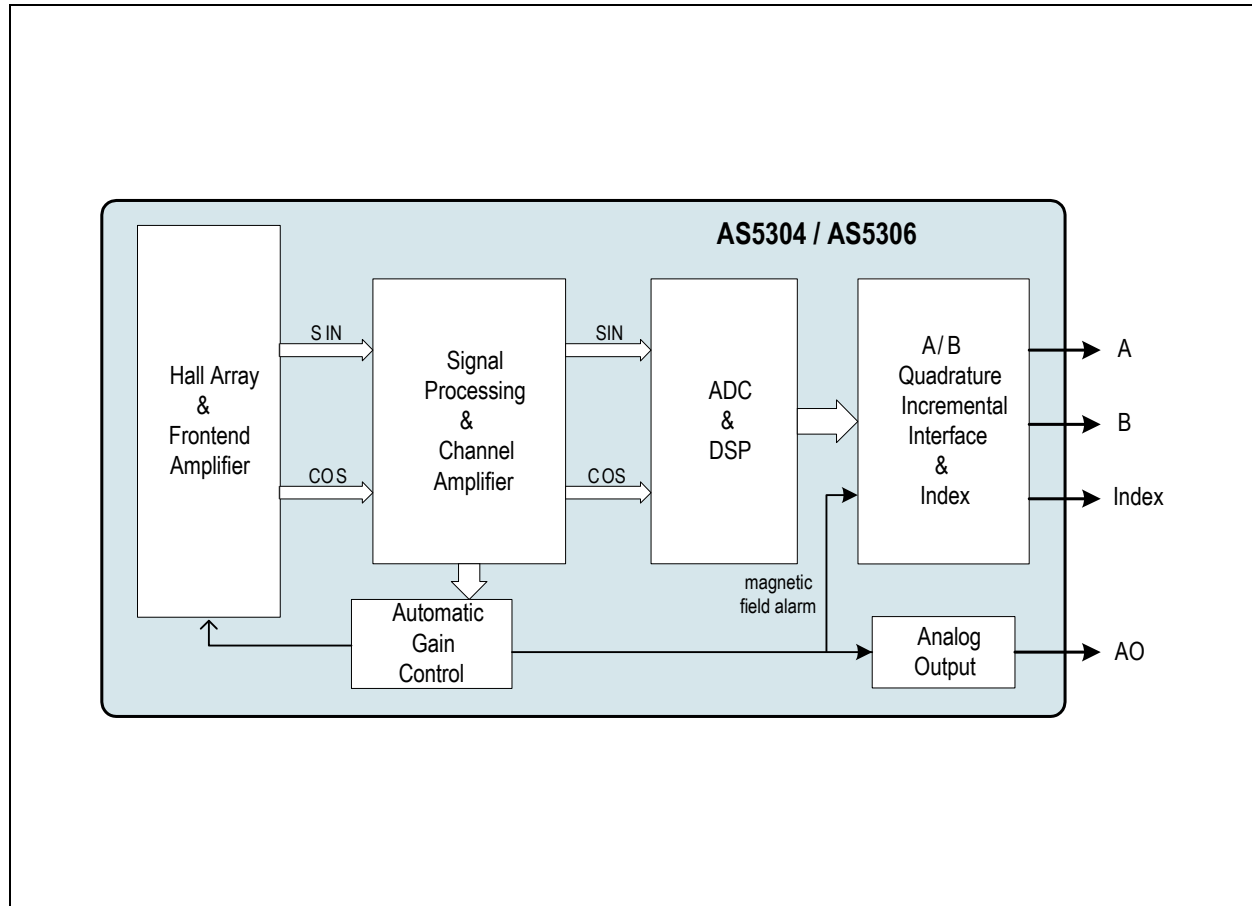 AS5304 / AS5306
Hall Array
&
Frontend
Amplifier
SIN
COS
Signal
Processing
&
Channel
Amplifier
SIN
COS
ADC
&
DSP
A/B
Quadrature
Incremental
Interface
&
Index
A
B
Index
magnetic
field alarm
Automatic
Gain
Control
Analog
Output
AO